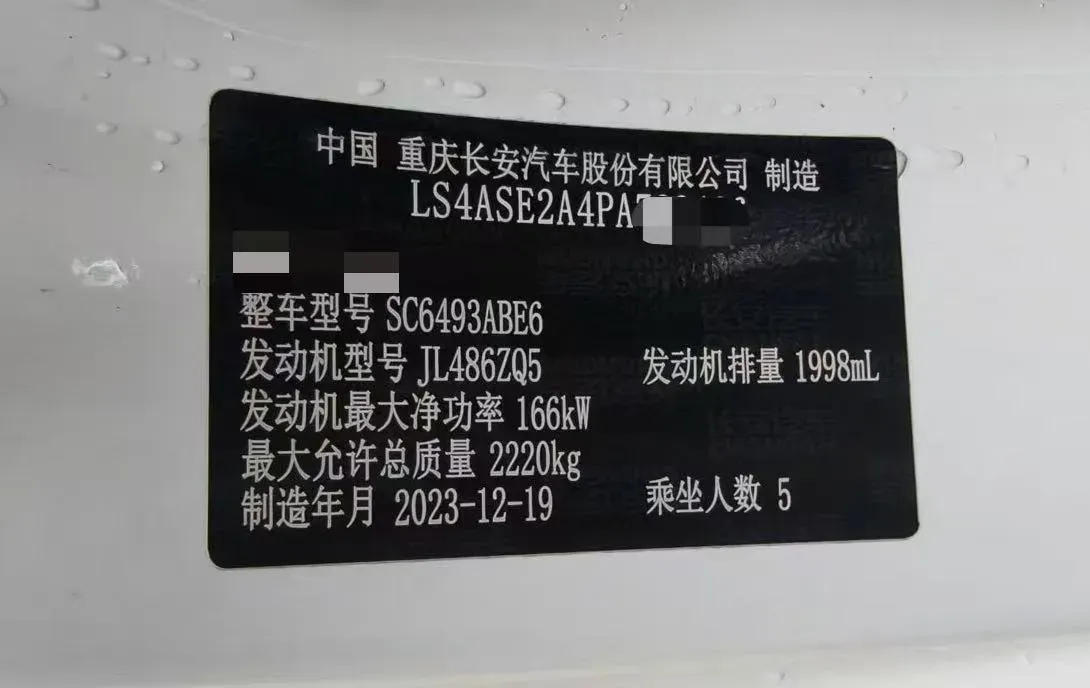 中国 重庆长安汽车股份有限公司 制造
LS4ASE2A4PA
整车型号 SC6493ABE6
发动机型号 JL486ZQ5 发动机排量 1998mL
发动机最大净功率 166kW
最大允许总质量 2220kg
制造年月 2023-12-19 乘坐人数 5